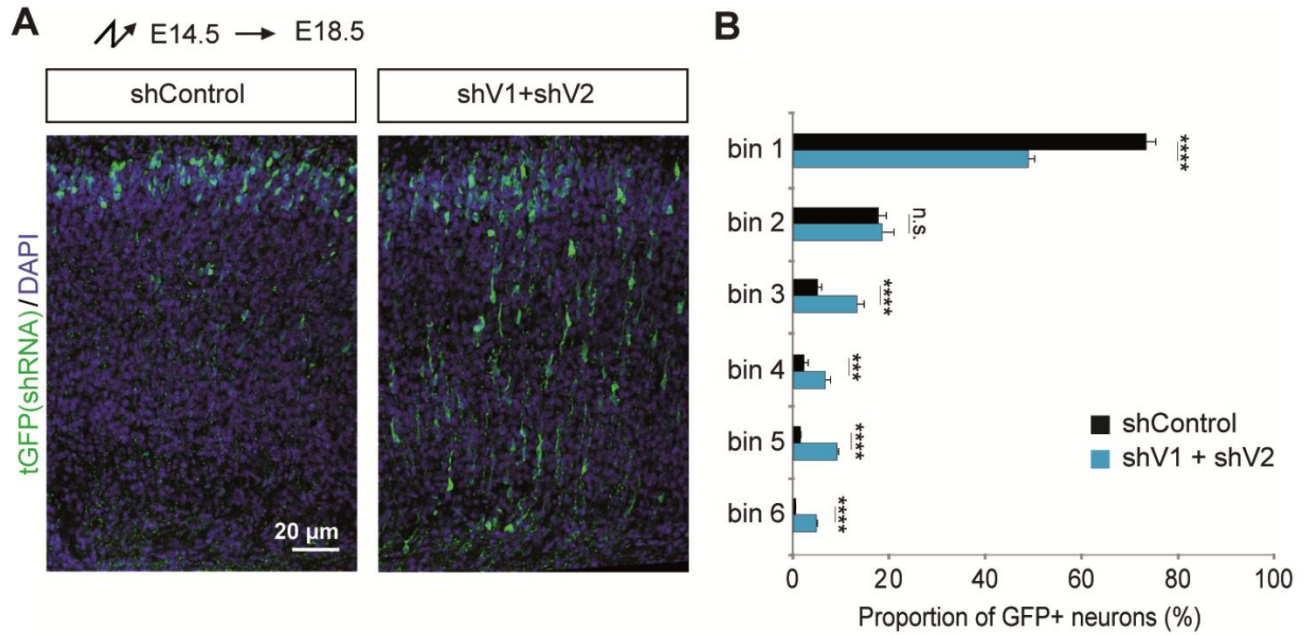 A
E14.5 → E18.5
shControl
shV1+shV2
tGFP(shRNA)/DAPI
20 µm
B
bin 1
****
bin 2
n.s.
bin 3
****
bin 4
***
bin 5
****
bin 6
****
shControl
shV1 + shV2
0 20 40 60 80 100
Proportion of GFP+ neurons (%)